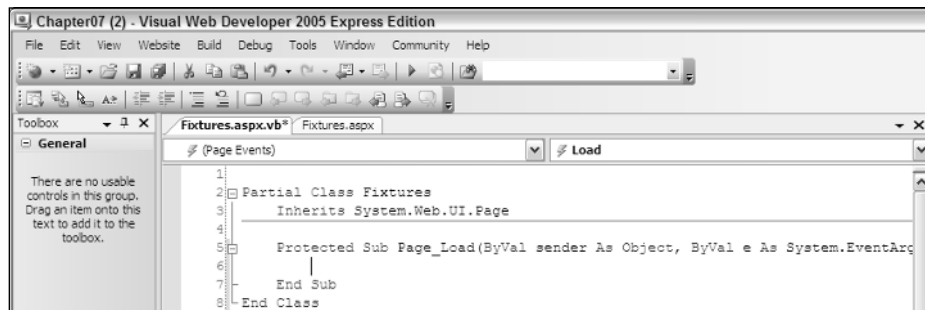 Chapter07 (2) - Visual Web Developer 2005 Express Edition
File Edit View Website Build Debug Tools Window Community Help
Toolbox
Fixtures.aspx.vb* Fixtures.aspx
General
(Page Events) Load
There are no usable
controls in this group.
Drag an item onto this
text to add it to the
toolbox.
1
2 Partial Class Fixtures
3 Inherits System.Web.UI.Page
4
5 Protected Sub Page_Load(ByVal sender As Object, ByVal e As System.EventArg
6
7 End Sub
8 End Class